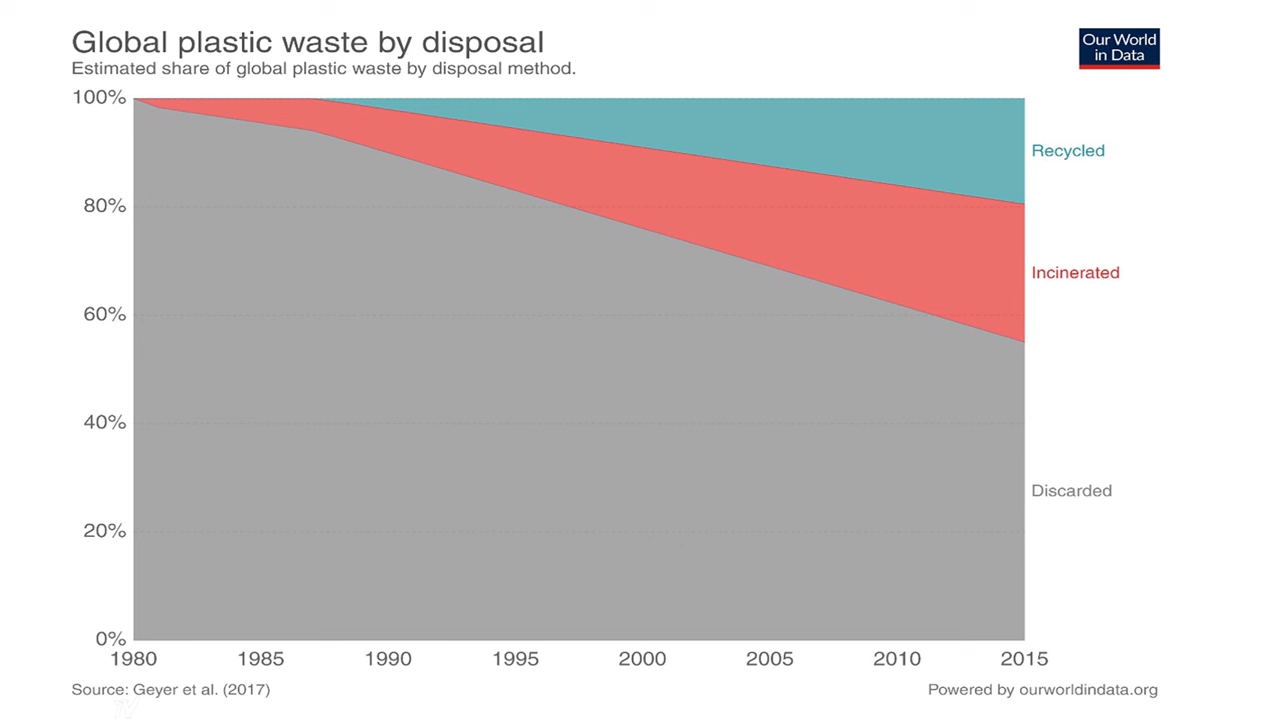 Global plastic waste by disposal
Estimated share of global plastic waste by disposal method.
Our World
in Data
100%
80%
60%
40%
20%
0%
Recycled
Incinerated
Discarded
1980 1985 1990 1995 2000 2005 2010 2015
Source: Geyer et al. (2017)
Powered by ourworldindata.org